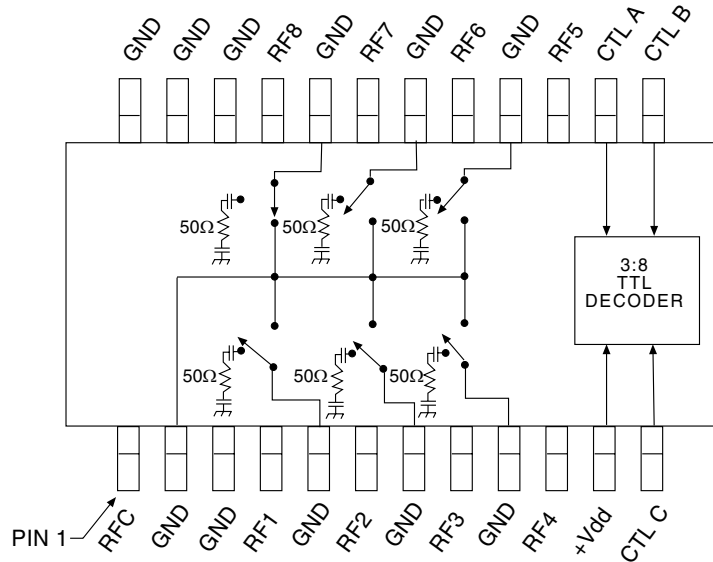 GND
GND
GND
RF8
GND
RF7
GND
RF6
GND
RF5
CTL A
CTL B
50Ω
50Ω
50Ω
3:8
TTL
DECODER
50Ω
50Ω
50Ω
PIN 1
RFC
GND
GND
RF1
GND
RF2
GND
RF3
GND
RF4
+Vdd
CTL C